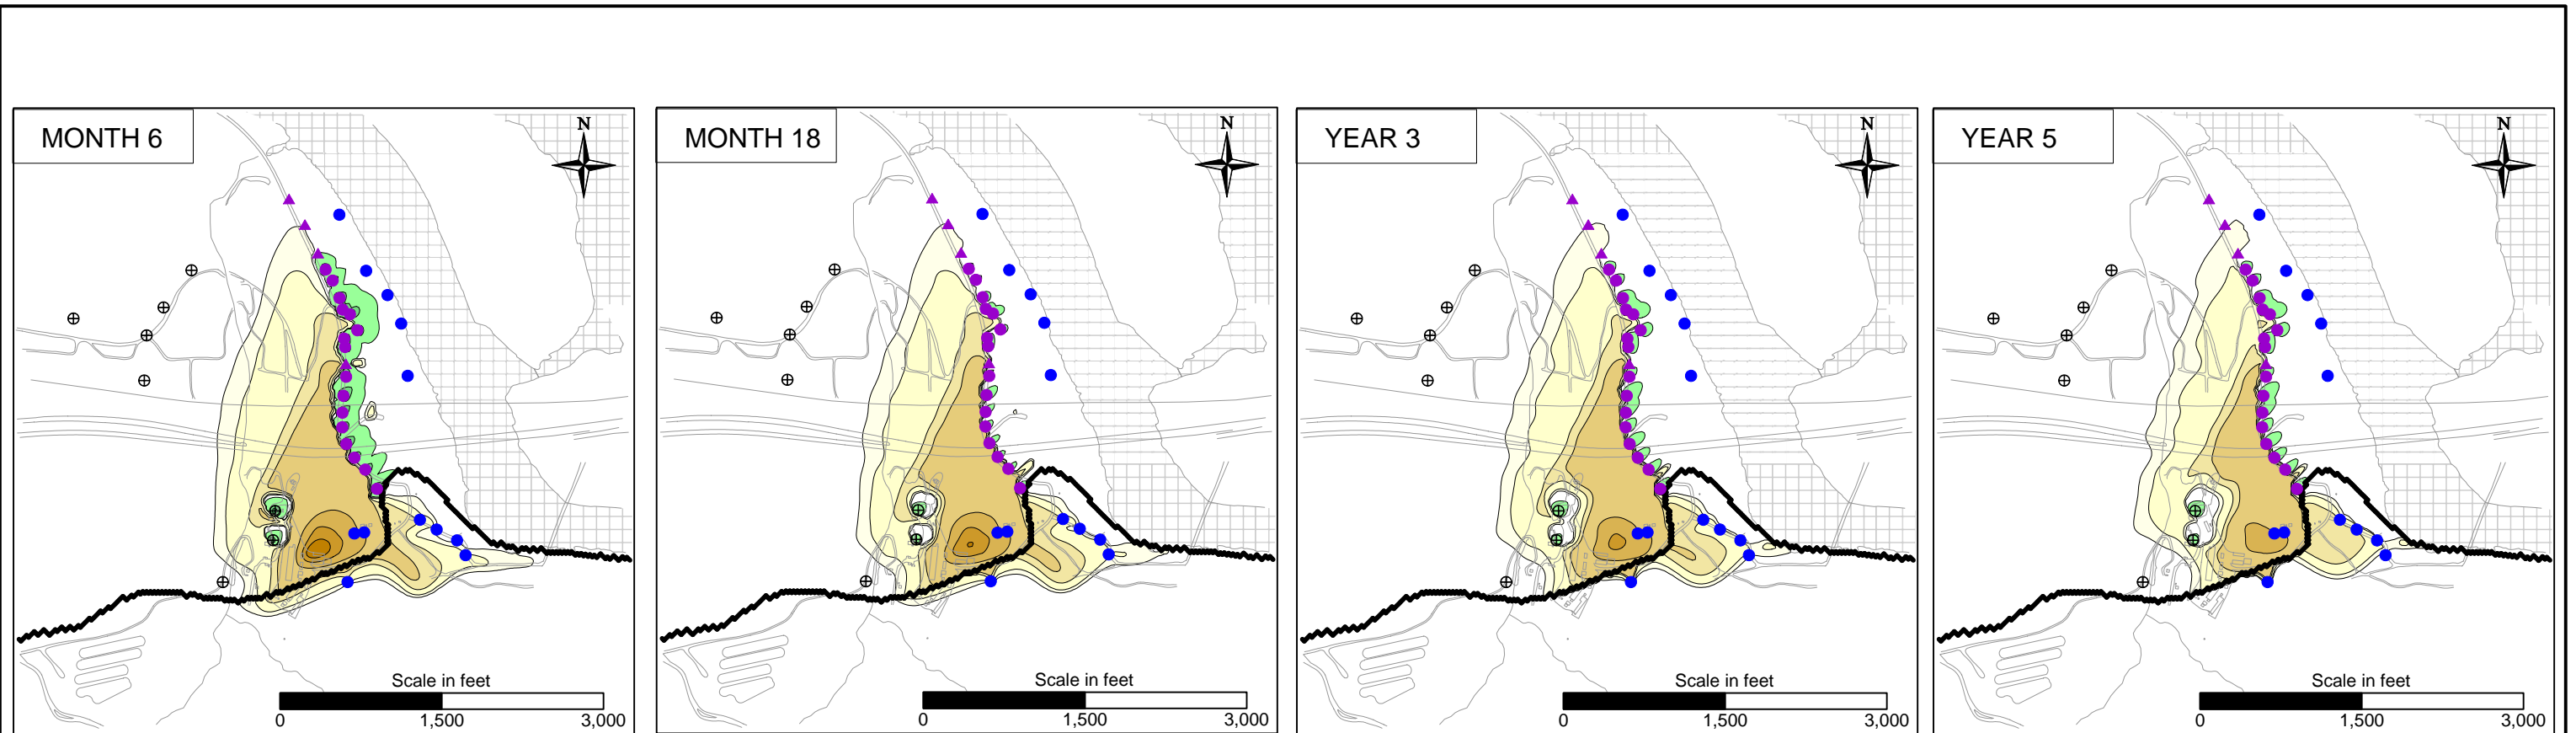 MONTH 6
N
Scale in feet
0 1,500 3,000
MONTH 18
N
Scale in feet
0 1,500 3,000
YEAR 3
N
Scale in feet
0 1,500 3,000
YEAR 5
N
Scale in feet
0 1,500 3,000